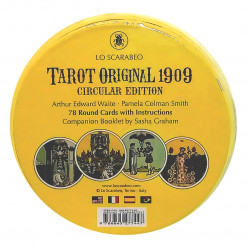 LO SCARABEO
TAROT ORIGINAL 1909
CIRCULAR EDITION
Arthur Edward Waite · Pamela Colman Smith
78 Round Cards with Instructions
Companion Booklet by Sasha Graham
www.loscarabeo.com
© Lo Scarabeo, Torino - Italy